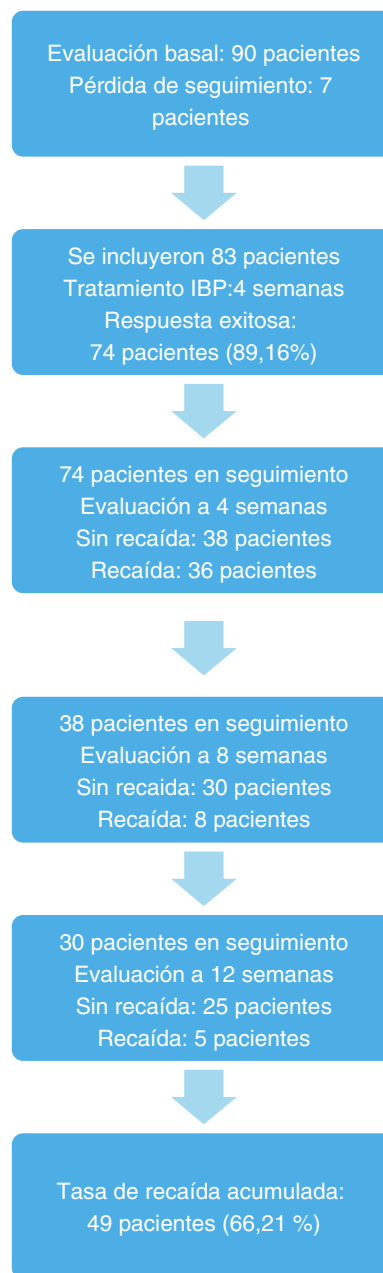 Evaluación basal: 90 pacientes
Pérdida de seguimiento: 7
pacientes
Se incluyeron 83 pacientes
Tratamiento IBP:4 semanas
Respuesta exitosa:
74 pacientes (89,16%)
74 pacientes en seguimiento
Evaluación a 4 semanas
Sin recaída: 38 pacientes
Recaída: 36 pacientes
38 pacientes en seguimiento
Evaluación a 8 semanas
Sin recaida: 30 pacientes
Recaída: 8 pacientes
30 pacientes en seguimiento
Evaluación a 12 semanas
Sin recaída: 25 pacientes
Recaída: 5 pacientes
Tasa de recaída acumulada:
49 pacientes (66,21 %)